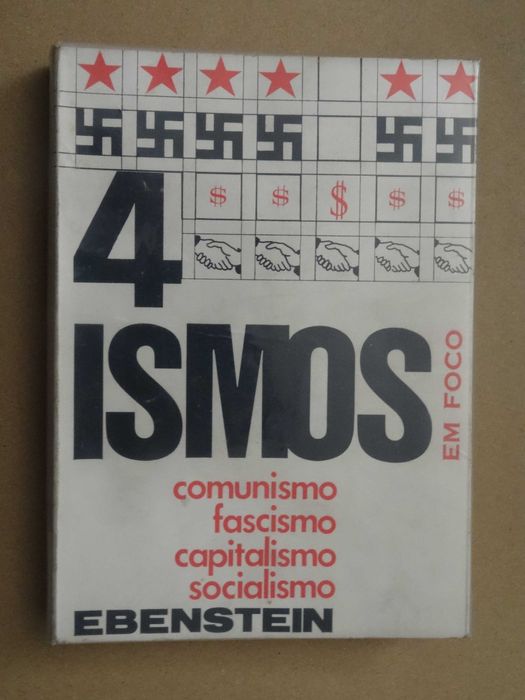 $ $ $ $ $
4
ISMOS
EM FOCO
comunismo
fascismo
capitalismo
socialismo
EBENSTEIN